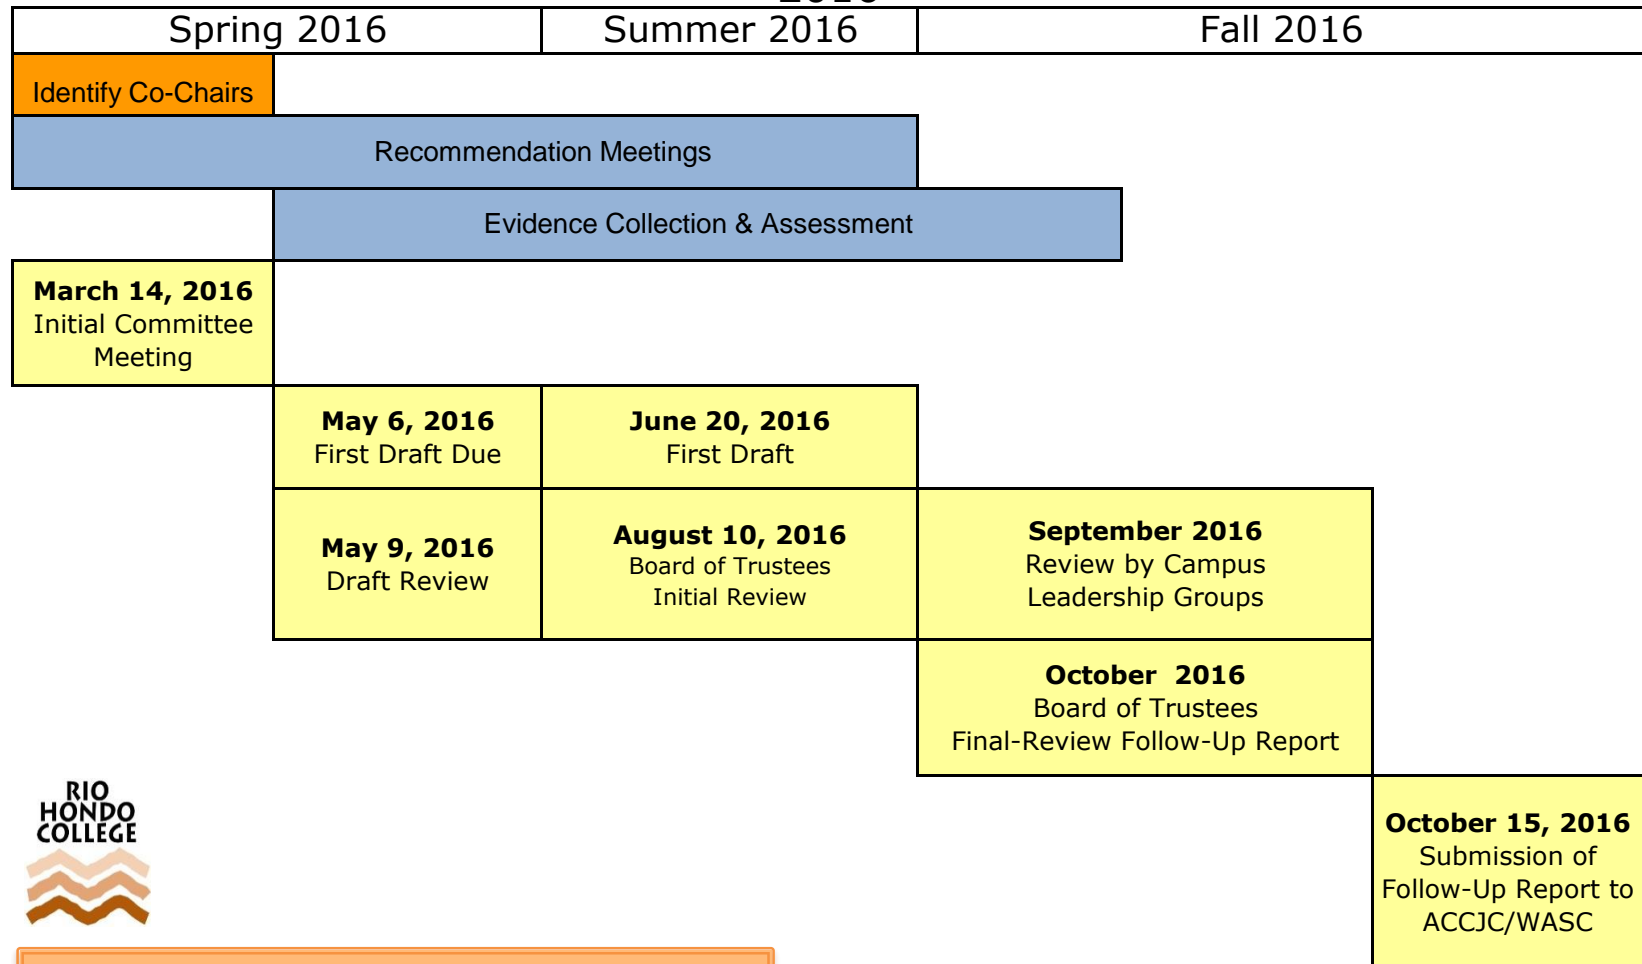 2016
Spring 2016
Summer 2016
Fall 2016
Identify Co-Chairs
Recommendation Meetings
Evidence Collection & Assessment
March 14, 2016
Initial Committee
Meeting
May 6, 2016
First Draft Due
June 20, 2016
First Draft
May 9, 2016
Draft Review
August 10, 2016
Board of Trustees
Initial Review
September 2016
Review by Campus
Leadership Groups
October  2016
Board of Trustees
Final-Review Follow-Up Report
RIO
HONDO
COLLEGE
October 15, 2016
Submission of
Follow-Up Report to
ACCJC/WASC